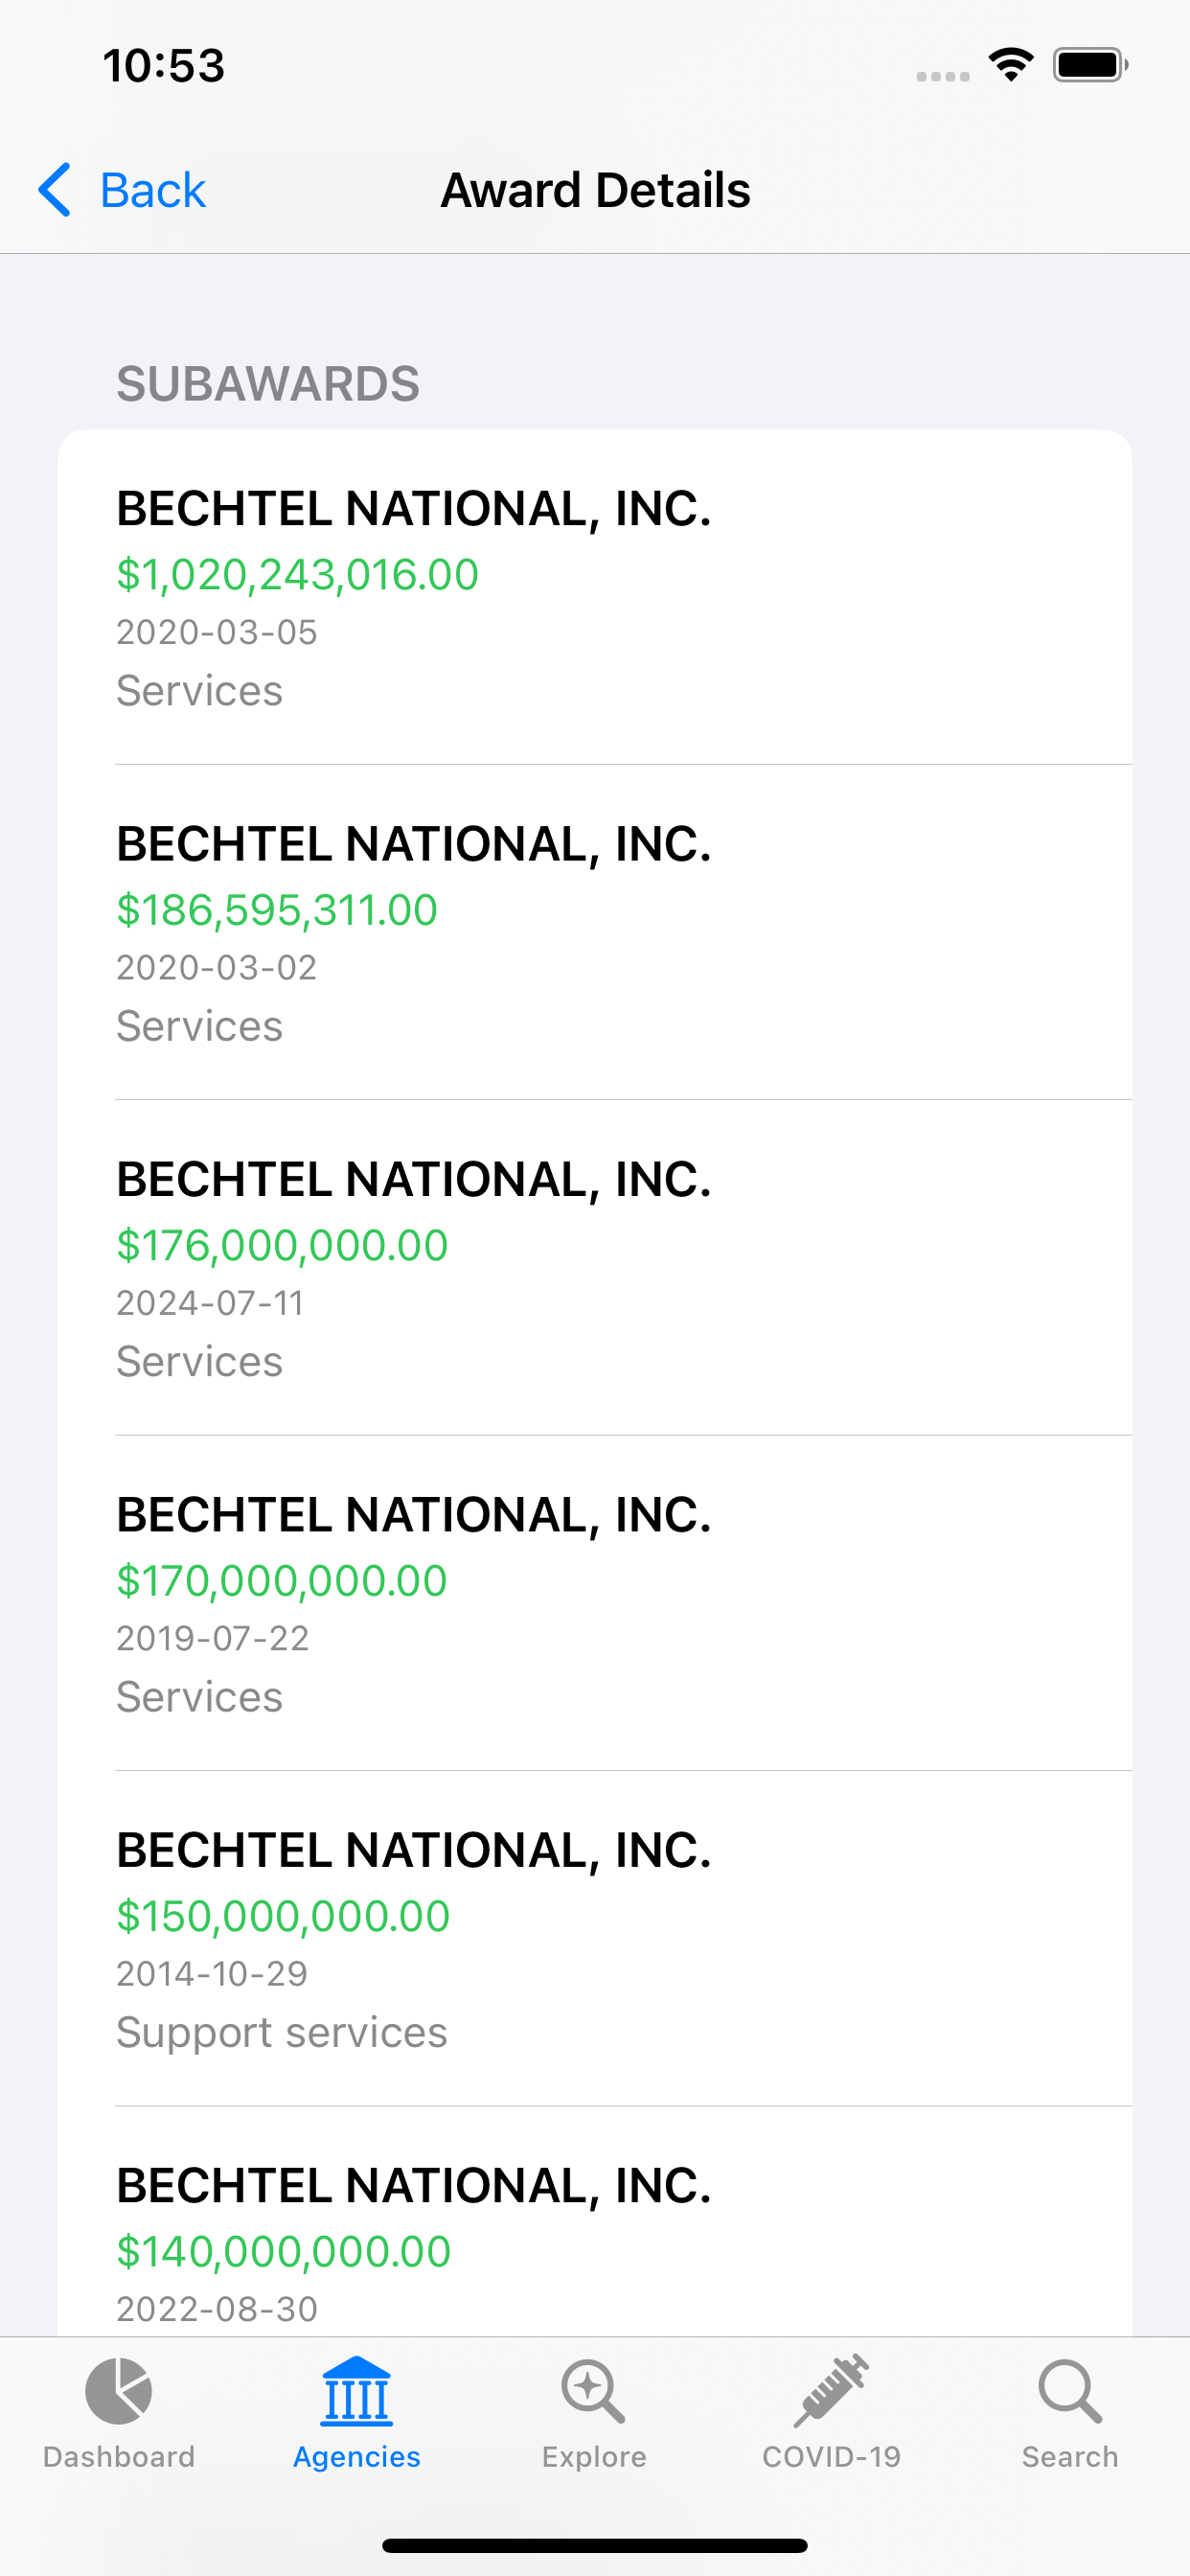 10:53
Back
Award Details
SUBAWARDS
BECHTEL NATIONAL, INC.
$1,020,243,016.00
2020-03-05
Services
BECHTEL NATIONAL, INC.
$186,595,311.00
2020-03-02
Services
BECHTEL NATIONAL, INC.
$176,000,000.00
2024-07-11
Services
BECHTEL NATIONAL, INC.
$170,000,000.00
2019-07-22
Services
BECHTEL NATIONAL, INC.
$150,000,000.00
2014-10-29
Support services
BECHTEL NATIONAL, INC.
$140,000,000.00
2022-08-30
Dashboard
Agencies
Explore
COVID-19
Search